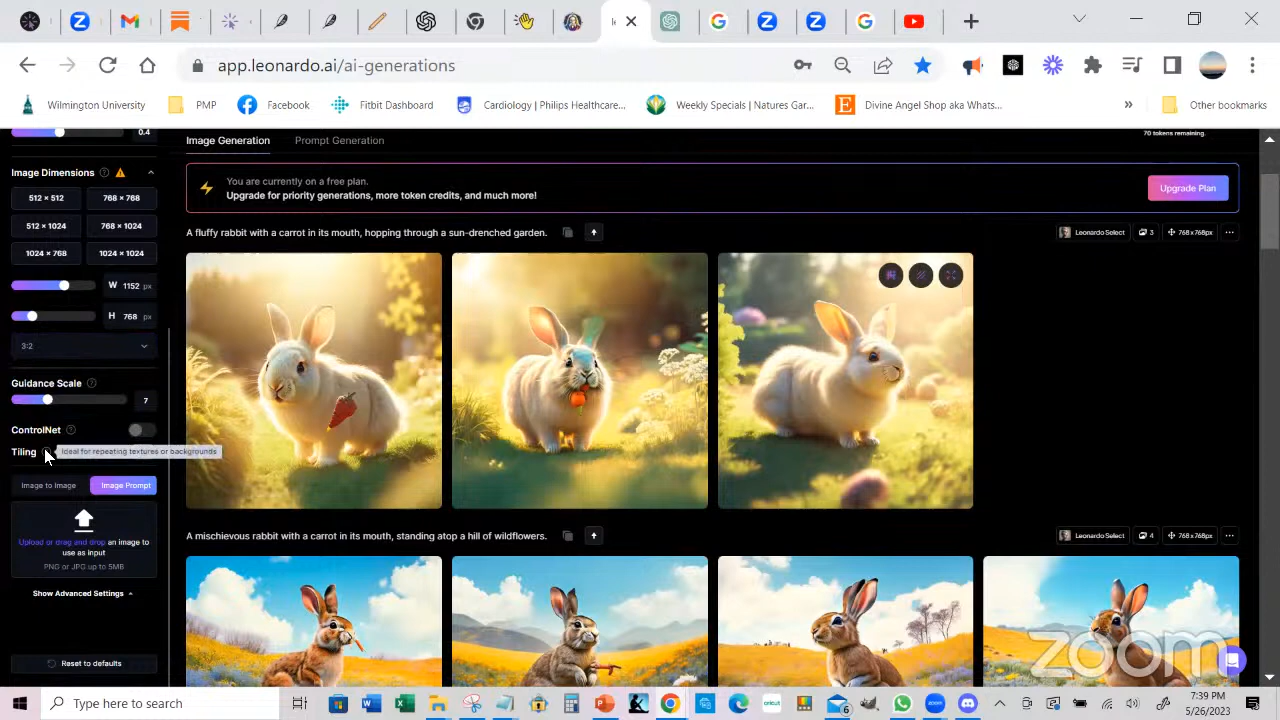 app.leonardo.ai/ai-generations
Wilmington University
PMP
Facebook
Fitbit Dashboard
Cardiology | Philips Healthcare...
Weekly Specials | Natures Gar...
Divine Angel Shop aka Whats...
»
Other bookmarks
0.4
Image Generation
Prompt Generation
70 tokens remaining.
Image Dimensions
You are currently on a free plan.
Upgrade for priority generations, more token credits, and much more!
Upgrade Plan
512 × 512
768 × 768
512 × 1024
768 × 1024
1024 × 768
1024 × 1024
W 1152 px
H 768 px
3:2
Guidance Scale
7
ControlNet
Tiling
Ideal for repeating textures or backgrounds
Image to Image
Image Prompt
Upload or drag and drop an image to
use as input
PNG or JPG up to 5MB
Show Advanced Settings
Reset to defaults
A fluffy rabbit with a carrot in its mouth, hopping through a sun-drenched garden.
Leonardo Select
3
768x768px
A mischievous rabbit with a carrot in its mouth, standing atop a hill of wildflowers.
Leonardo Select
4
768x768px
zoom
Type here to search
7:39 PM
5/26/2023